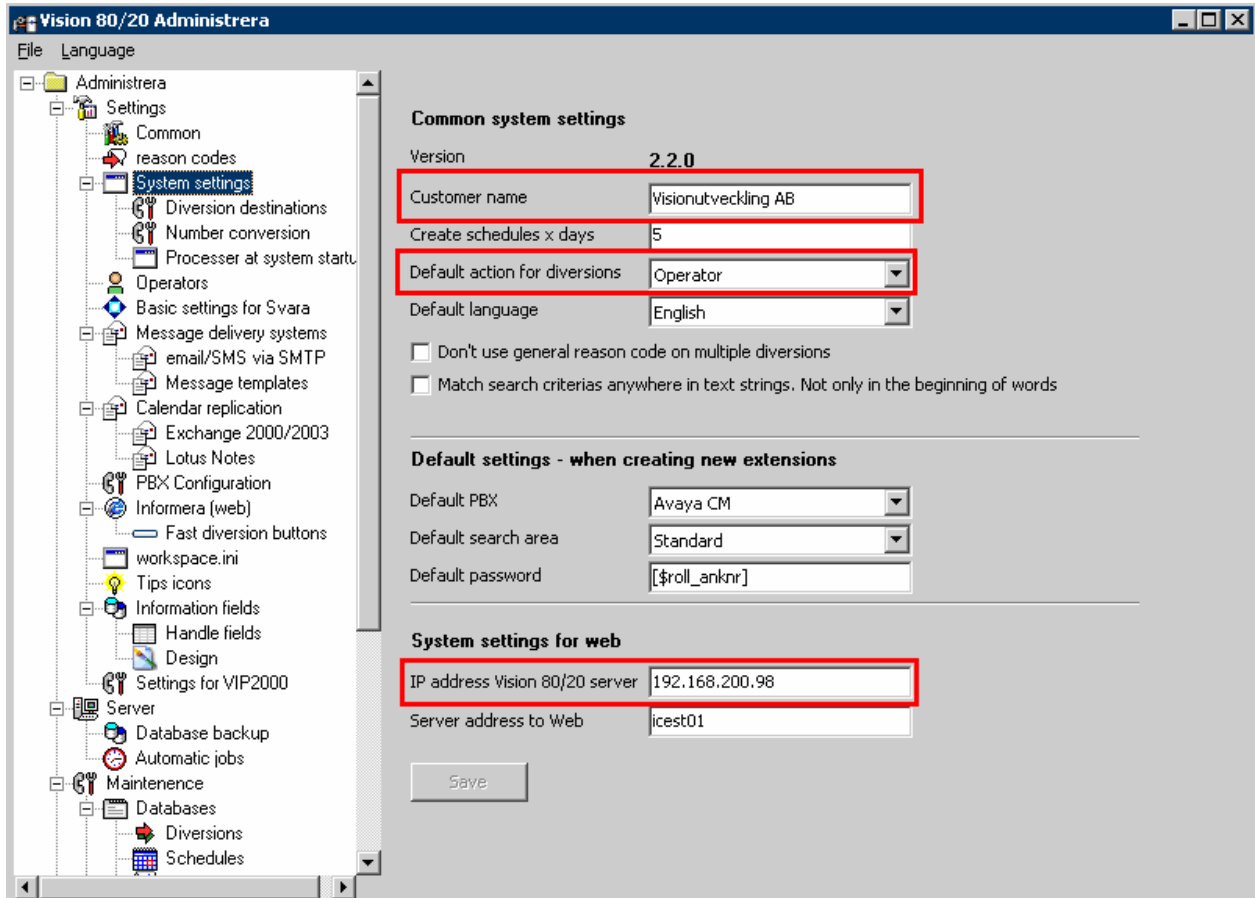 Vision 80/20 Administrera
File Language
Administrera
Settings
Common
reason codes
System settings
Diversion destinations
Number conversion
Processer at system startu
Operators
Basic settings for Svara
Message delivery systems
email/SMS via SMTP
Message templates
Calendar replication
Exchange 2000/2003
Lotus Notes
PBX Configuration
Informera (web)
Fast diversion buttons
workspace.ini
Tips icons
Information fields
Handle fields
Design
Settings for VIP2000
Server
Database backup
Automatic jobs
Maintenence
Databases
Diversions
Schedules
Common system settings
Version 2.2.0
Customer name Visionutveckling AB
Create schedules x days 5
Default action for diversions Operator
Default language English
Don't use general reason code on multiple diversions
Match search criterias anywhere in text strings. Not only in the beginning of words
Default settings - when creating new extensions
Default PBX Avaya CM
Default search area Standard
Default password [$roll_anknr]
System settings for web
IP address Vision 80/20 server 192.168.200.98
Server address to Web icest01
Save